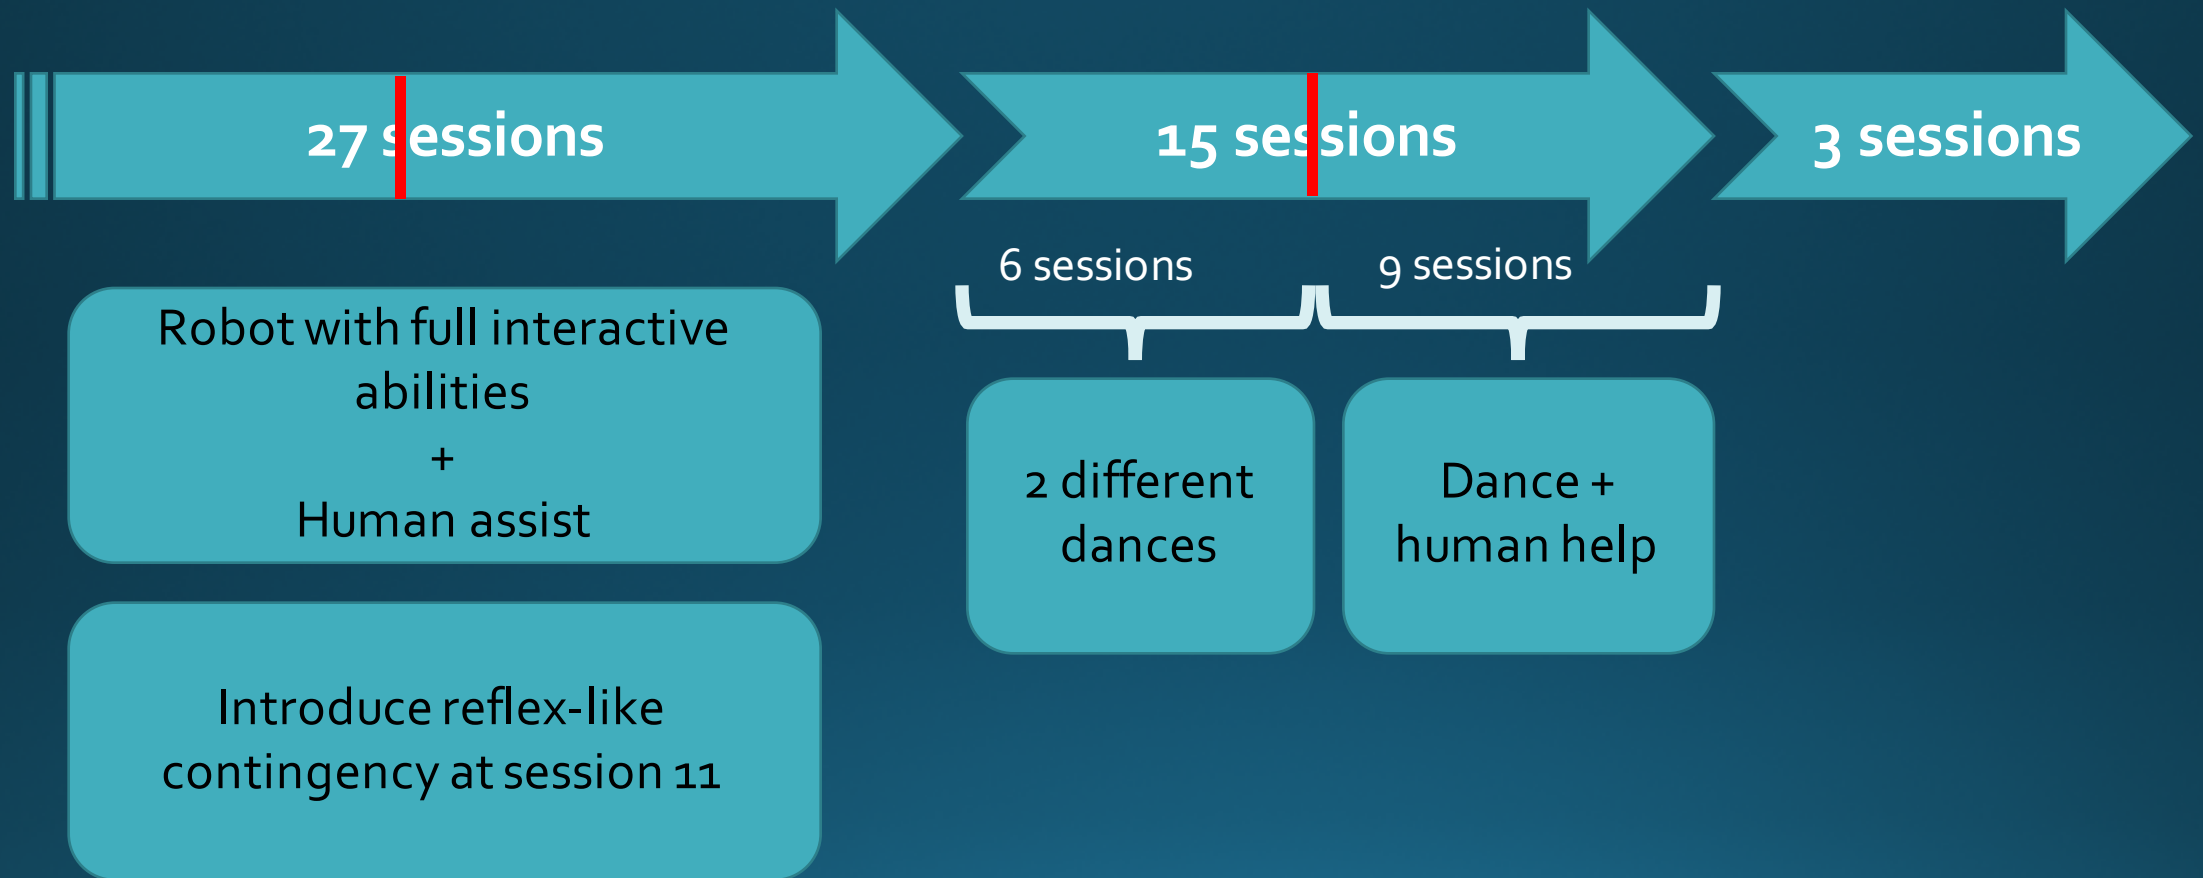 27 sessions
15 sessions
3 sessions
6 sessions
9 sessions
Robot with full interactive
abilities
+
Human assist
2 different
dances
Dance +
human help
Introduce reflex-like
contingency at session 11